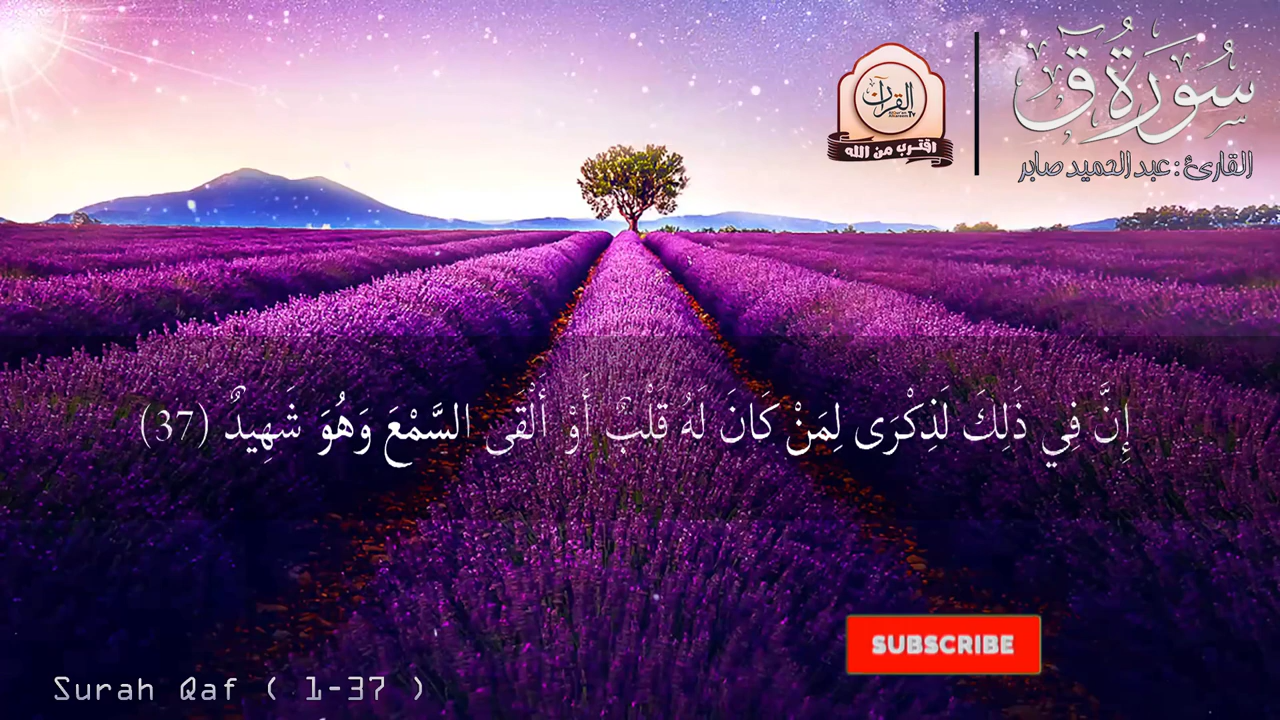 سُورَةُ قٓ
القارئ : عبد الحميد صابر
القرآن
اقترب من الله
إِنَّ فِي ذَلِكَ لَذِكْرَى لِمَنْ كَانَ لَهُ قَلْبٌ أَوْ أَلْقَى السَّمْعَ وَهُوَ شَهِيدٌ (37)
SUBSCRIBE
Surah Qaf ( 1-37 )